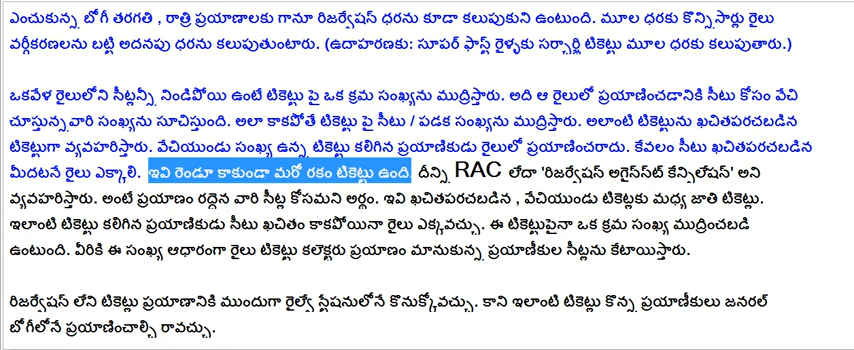 ఎంచుకున్న బోగీ తరగతి , రాత్రి ప్రయాణాలకు గానూ రిజర్వేషన్ ధరను కూడా కలుపుకుని ఉంటుంది. మూల ధరకు కొన్నిసార్లు రైలు
వర్గీకరణలను బట్టి అదనపు ధరను కలుపుతుంటారు. (ఉదాహరణకు: సూపర్ ఫాస్ట్ రైళ్ళకు సర్చార్జి టికెట్టు మూల ధరకు కలుపుతారు.)
ఒకవేళ రైలులోని సీట్లన్నీ నిండిపోయి ఉంటే టికెట్టు పై ఒక క్రమ సంఖ్యను ముద్రిస్తారు. అది ఆ రైలులో ప్రయాణించడానికి సీటు కోసం వేచి
చూస్తున్నవారి సంఖ్యను సూచిస్తుంది. అలా కాకపోతే టికెట్టు పై సీటు / పడక సంఖ్యను ముద్రిస్తారు. అలాంటి టికెట్టును ఖచితపరచబడిన
టికెట్టుగా వ్యవహరిస్తారు. వేచియుండు సంఖ్య ఉన్న టికెట్టు కలిగిన ప్రయాణికుడు రైలులో ప్రయాణించరాదు. కేవలం సీటు ఖచితపరచబడిన
మీదటనే రైలు ఎక్కాలి. ఇవి రెండూ కాకుండా మరో రకం టికెట్టు ఉంది. దీన్ని RAC లేదా 'రిజర్వేషన్ అగైన్స్ట్ కేన్సిలేషన్' అని
వ్యవహరిస్తారు. అంటే ప్రయాణం రద్దైన వారి సీట్ల కోసమని అర్థం. ఇవి ఖచితపరచబడిన , వేచియుండు టికెట్లకు మధ్య జాతి టికెట్లు.
ఇలాంటి టికెట్టు కలిగిన ప్రయాణికుడు సీటు ఖచితం కాకపోయినా రైలు ఎక్కవచ్చు. ఈ టికెట్టుపైనా ఒక క్రమ సంఖ్య ముద్రించబడి
ఉంటుంది. వీరికి ఈ సంఖ్య ఆధారంగా రైలు టికెట్టు కలెక్టరు ప్రయాణం మానుకున్న ప్రయాణీకుల సీట్లను కేటాయిస్తారు.
రిజర్వేషన్ లేని టికెట్లు ప్రయాణానికి ముందుగా రైల్వే స్టేషనులోనే కొనుక్కోవచ్చు. కాని ఇలాంటి టికెట్లు కొన్న ప్రయాణీకులు జనరల్
బోగీలోనే ప్రయాణించాల్సి రావచ్చు.